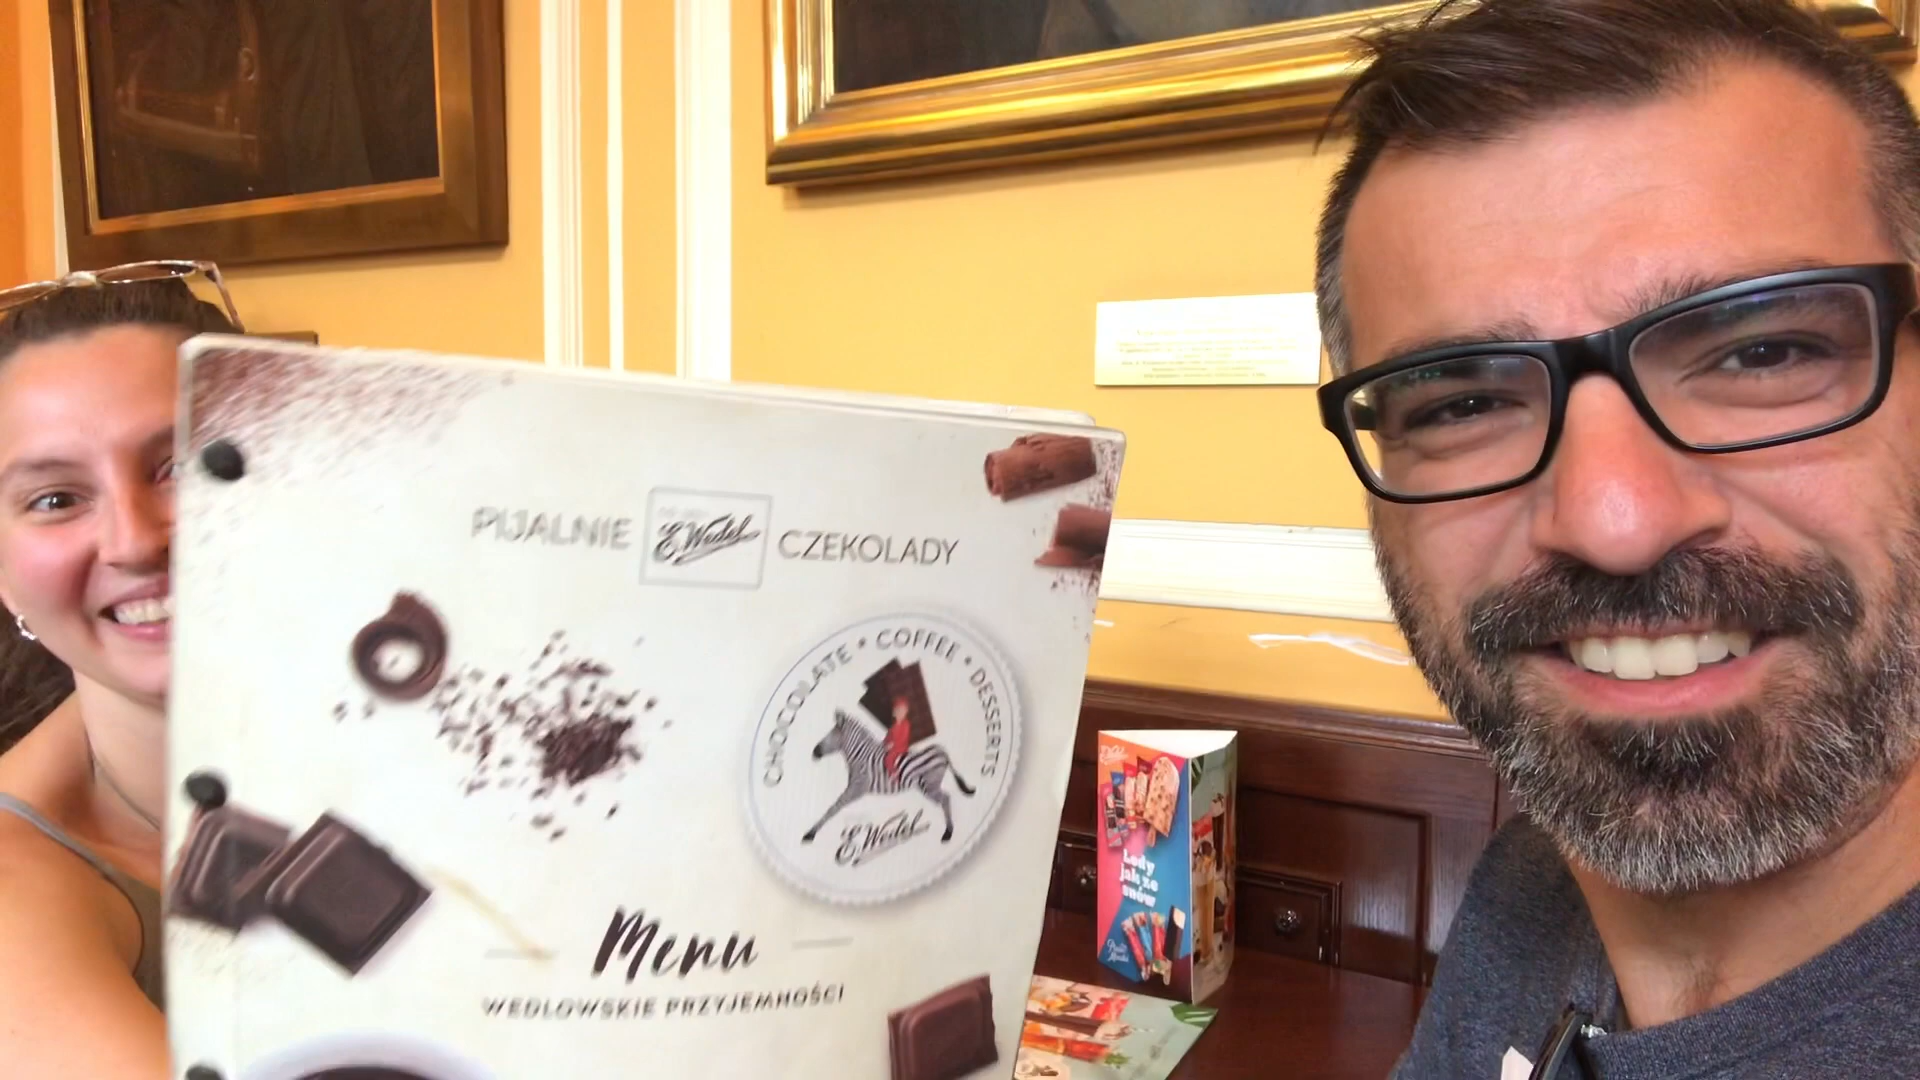 PIJALNIE E.Wedel CZEKOLADY
CHOCOLATE • COFFEE • DESSERTS
E.Wedel
Menu
WEDLOWSKIE PRZYJEMNOŚCI
Lody
jak ze
snów